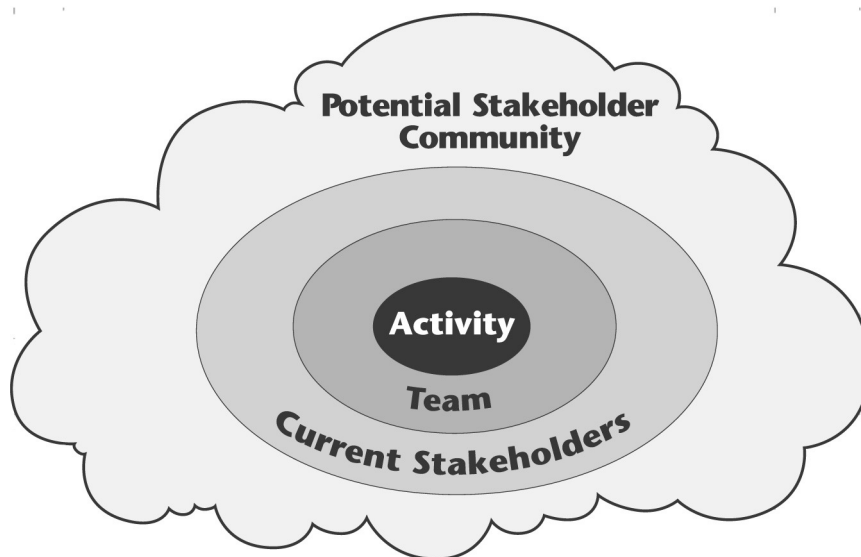 Potential Stakeholder
Community
Activity
Team
Current Stakeholders